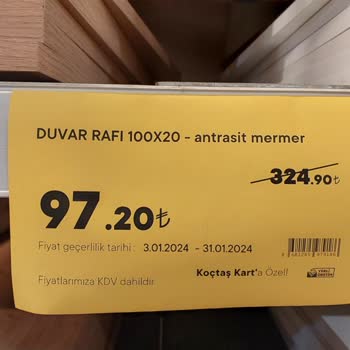 DUVAR RAFI 100X20 - antrasit mermer
324.90₺
97.20₺
Fiyat geçerlilik tarihi : 3.01.2024 - 31.01.2024
Fiyatlarımıza KDV dahildir
Koçtaş Kart'a Özel!